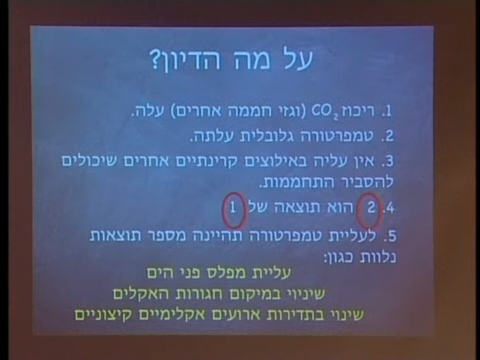 על מה הדיון?
1. ריכוז CO2 (וגזי חממה אחרים) עלה.
2. טמפרטורה גלובלית עלתה.
3. אין עליה באילוצים קרינתיים אחרים שיכולים
להסביר התחממות.
4. 2 הוא תוצאה של 1
5. לעליית טמפרטורה תהיינה מספר תוצאות
נלוות כגון:
עליית מפלס פני הים
שינוי במיקום חגורות האקלים
שינוי בתדירות ארועים אקלימיים קיצוניים